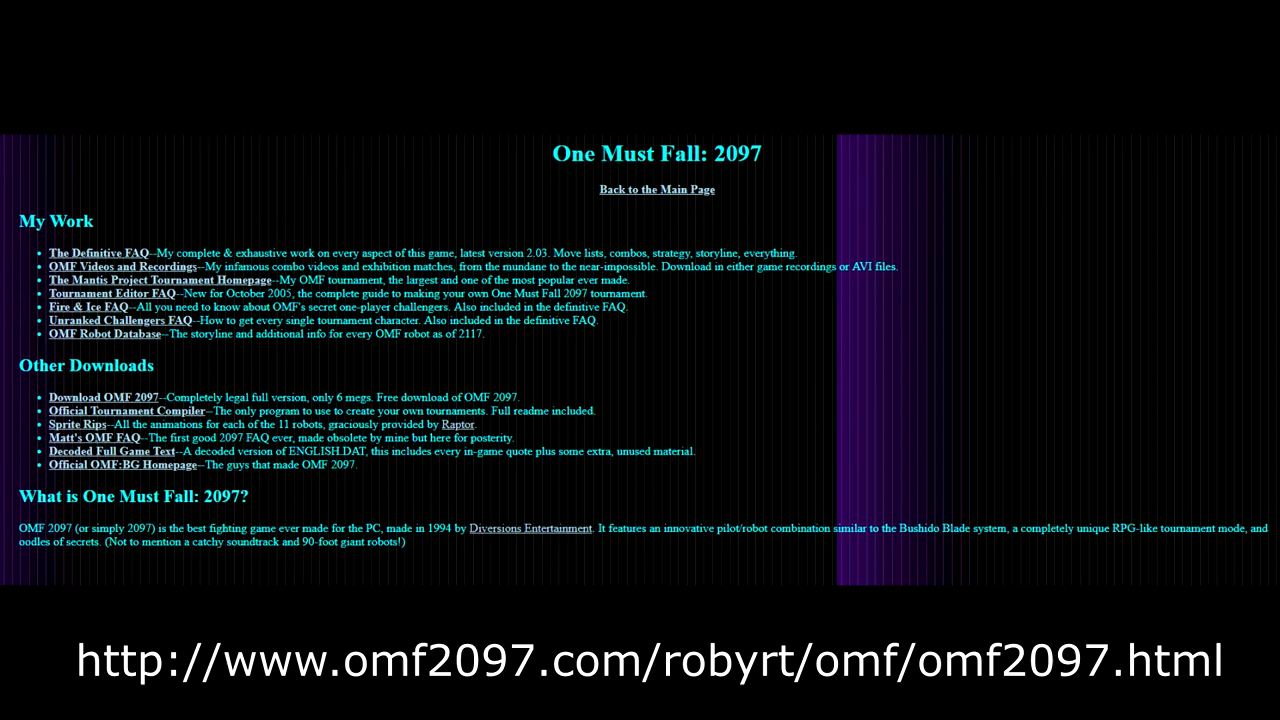 One Must Fall: 2097
Back to the Main Page
My Work
The Definitive FAQ--My complete & exhaustive work on every aspect of this game, latest version 2.03. Move lists, combos, strategy, storyline, everything.
OMF Videos and Recordings--My infamous combo videos and exhibition matches, from the mundane to the near-impossible. Download in either game recordings or AVI files.
The Mantis Project Tournament Homepage--My OMF tournament, the largest and one of the most popular ever made.
Tournament Editor FAQ--New for October 2005, the complete guide to making your own One Must Fall 2097 tournament.
Fire & Ice FAQ--All you need to know about OMF's secret one-player challengers. Also included in the definitive FAQ.
Unranked Challengers FAQ--How to get every single tournament character. Also included in the definitive FAQ.
OMF Robot Database--The storyline and additional info for every OMF robot as of 2117.
Other Downloads
Download OMF 2097--Completely legal full version, only 6 megs. Free download of OMF 2097.
Official Tournament Compiler--The only program to use to create your own tournaments. Full readme included.
Sprite Rips--All the animations for each of the 11 robots, graciously provided by Raptor.
Matt's OMF FAQ--The first good 2097 FAQ ever, made obsolete by mine but here for posterity.
Decoded Full Game Text--A decoded version of ENGLISH.DAT, this includes every in-game quote plus some extra, unused material.
Official OMF:BG Homepage--The guys that made OMF 2097.
What is One Must Fall: 2097?
OMF 2097 (or simply 2097) is the best fighting game ever made for the PC, made in 1994 by Diversions Entertainment. It features an innovative pilot/robot combination similar to the Bushido Blade system, a completely unique RPG-like tournament mode, and
oodles of secrets. (Not to mention a catchy soundtrack and 90-foot giant robots!)
http://www.omf2097.com/robyrt/omf/omf2097.html